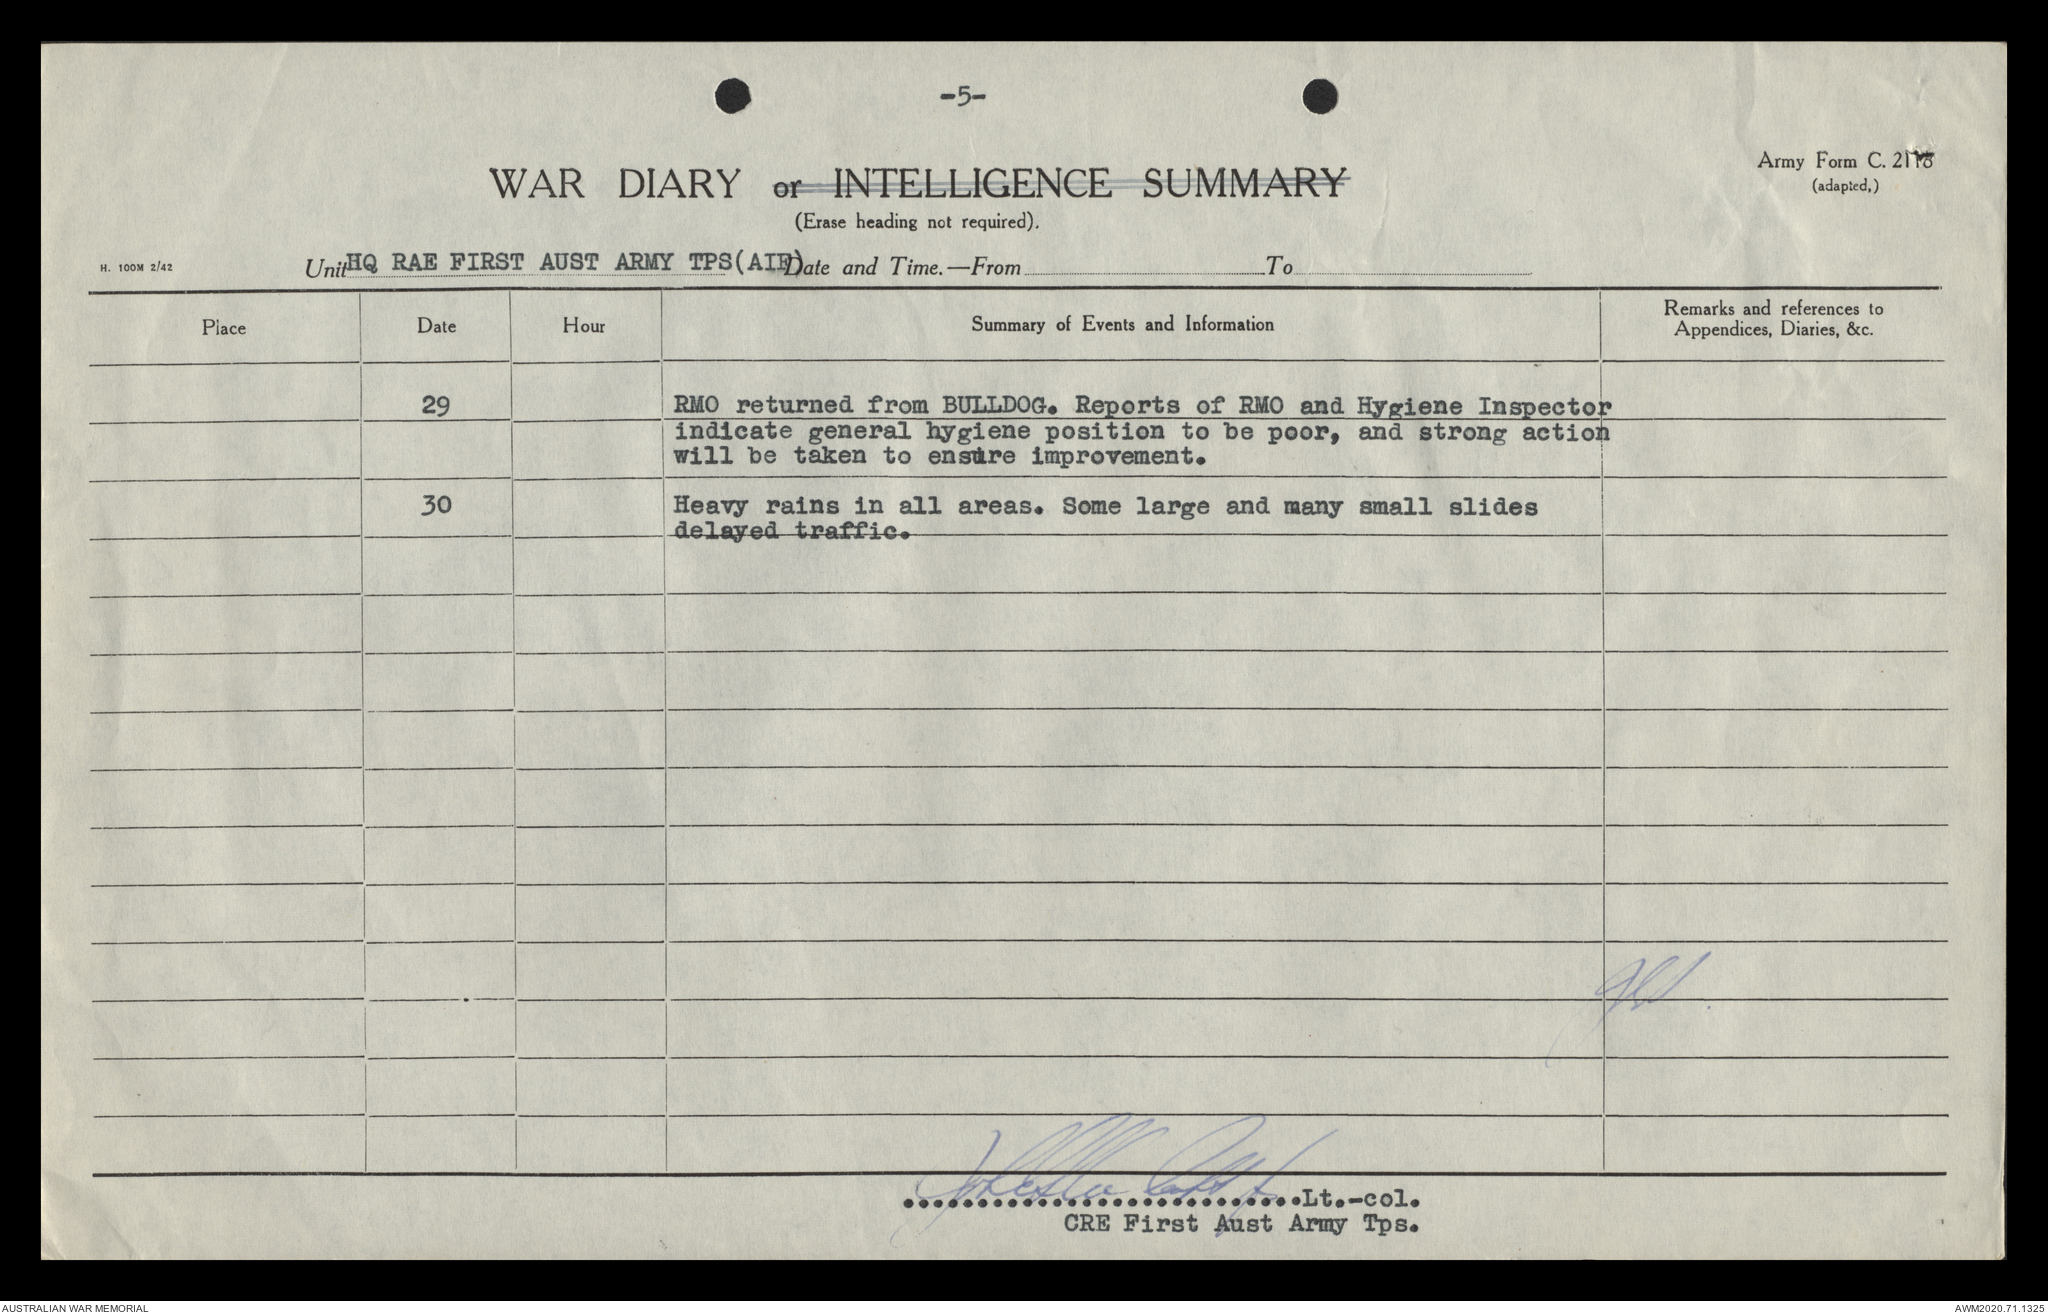 -5-
Army Form C. 2118
(adapted,)
WAR DIARY or INTELLIGENCE SUMMARY
(Erase heading not required).
H. 100M 2/42
Unit HQ RAE FIRST AUST ARMY TPS(AIF) Date and Time.—From To
Place Date Hour Summary of Events and Information Remarks and references to
Appendices, Diaries, &c.
29 RMO returned from BULLDOG. Reports of RMO and Hygiene Inspector
indicate general hygiene position to be poor, and strong action
will be taken to ensure improvement.
30 Heavy rains in all areas. Some large and many small slides
delayed traffic.
Lt.-col.
CRE First Aust Army Tps.
AUSTRALIAN WAR MEMORIAL
AWM2020.71.1325